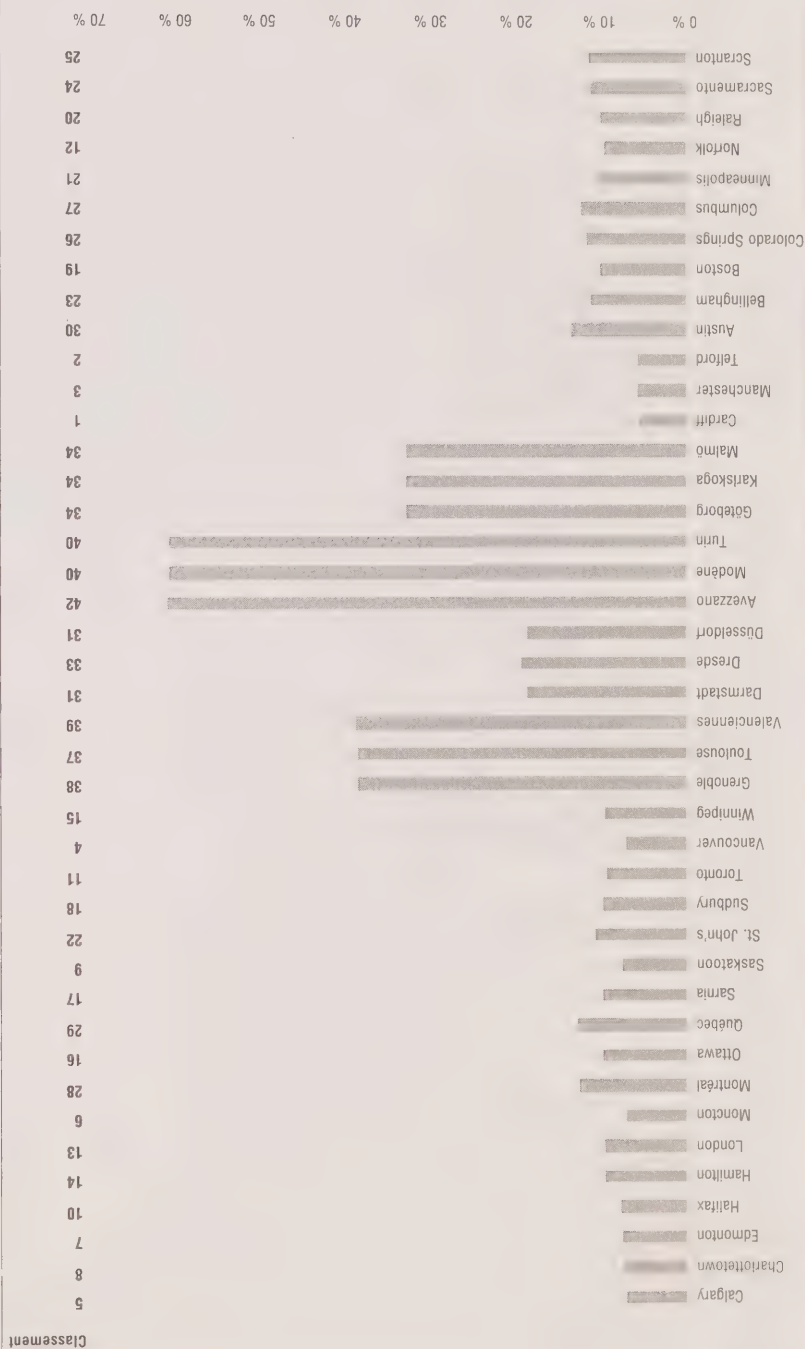 Classement
Calgary 5
Charlottetown 8
Edmonton 7
Halifax 10
Hamilton 14
London 13
Moncton 6
Montréal 28
Ottawa 16
Québec 29
Sarnia 17
Saskatoon 9
St. John's 22
Sudbury 18
Toronto 11
Vancouver 4
Winnipeg 15
Grenoble 38
Toulouse 37
Valenciennes 39
Darmstadt 31
Dresde 33
Düsseldorf 31
Avezzano 42
Modène 40
Turin 40
Göteborg 34
Karlskoga 34
Malmö 34
Cardiff 1
Manchester 3
Telford 2
Austin 30
Bellingham 23
Boston 19
Colorado Springs 26
Columbus 27
Minneapolis 21
Norfolk 12
Raleigh 20
Sacramento 24
Scranton 25
0 % 10 % 20 % 30 % 40 % 50 % 60 % 70 %